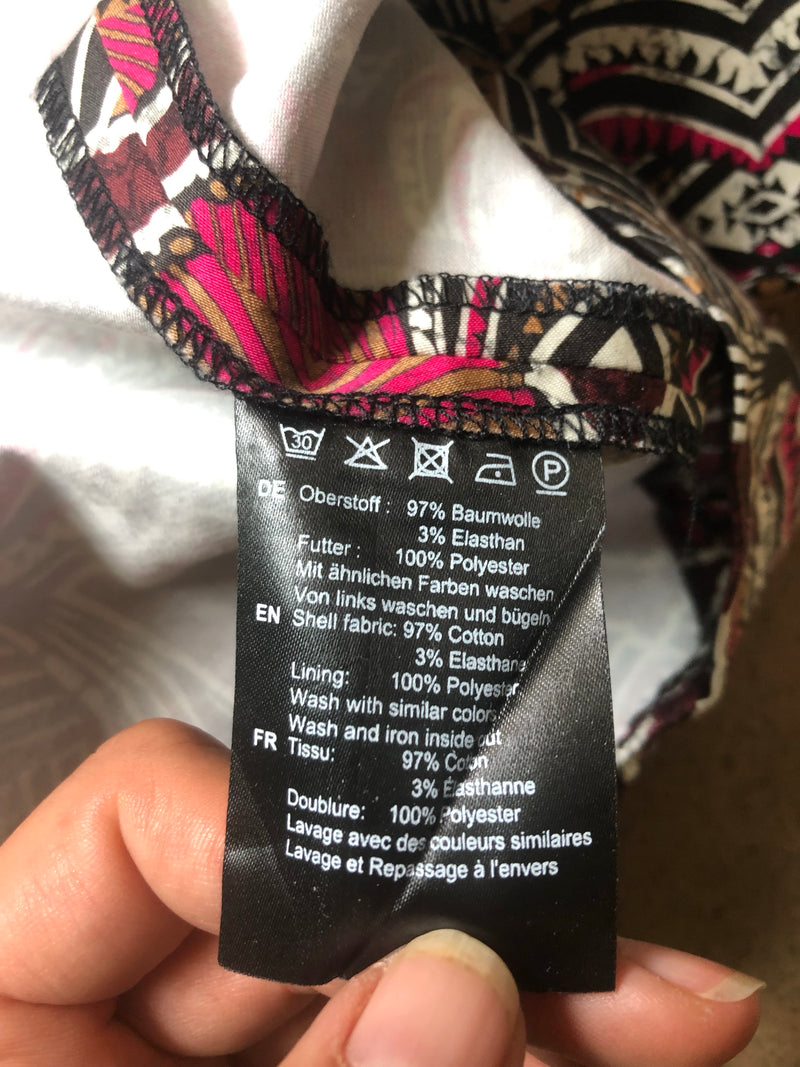 30 P
DE Oberstoff : 97% Baumwolle
3% Elasthan
Futter : 100% Polyester
Mit ähnlichen Farben waschen
Von links waschen und bügeln
EN Shell fabric: 97% Cotton
3% Elasthane
Lining: 100% Polyester
Wash with similar colors
Wash and iron inside out
FR Tissu: 97% Coton
3% Élasthanne
Doublure: 100% Polyester
Lavage avec des couleurs similaires
Lavage et Repassage à l'envers